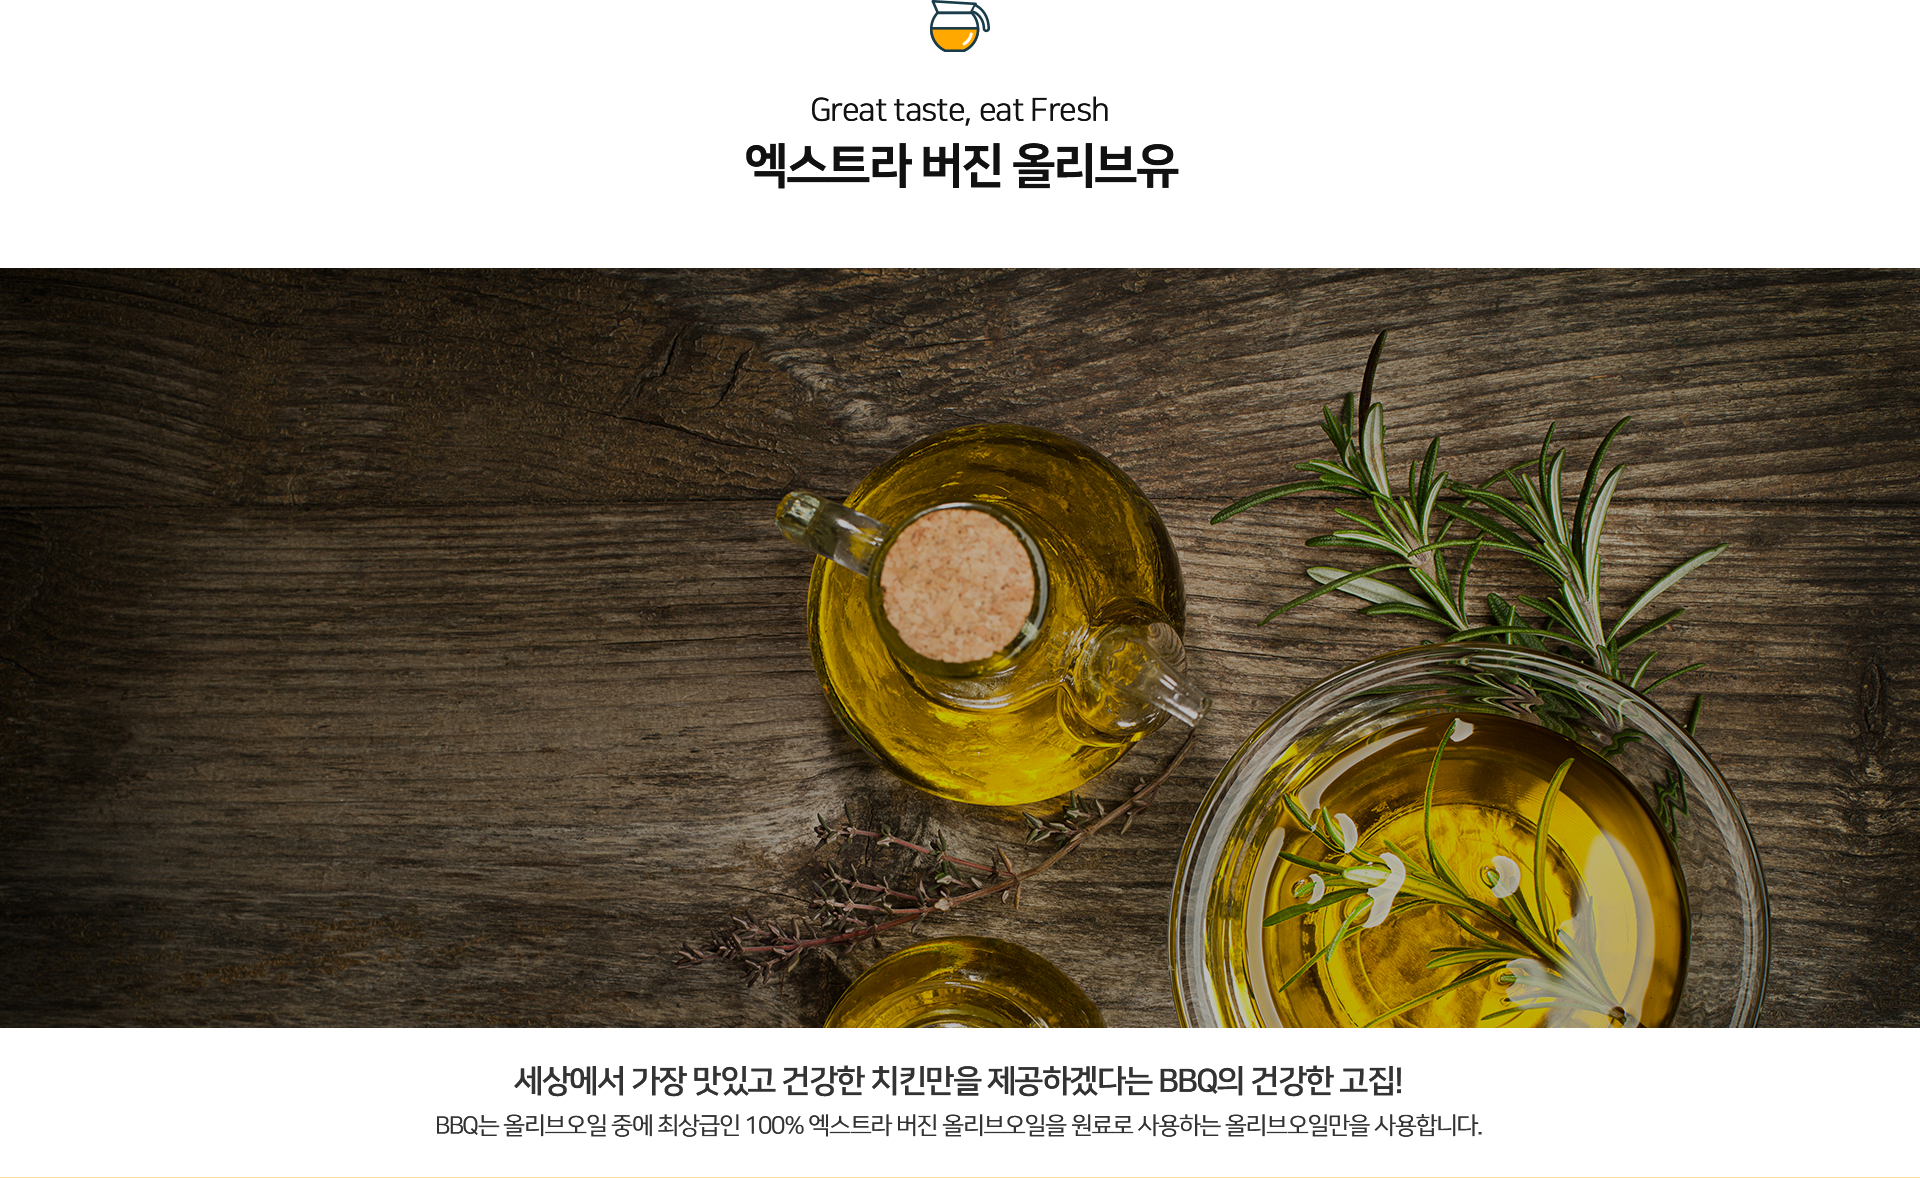 Great taste, eat Fresh
엑스트라 버진 올리브유
세상에서 가장 맛있고 건강한 치킨만을 제공하겠다는 BBQ의 건강한 고집!
BBQ는 올리브오일 중에 최상급인 100% 엑스트라 버진 올리브오일을 원료로 사용하는 올리브오일만을 사용합니다.